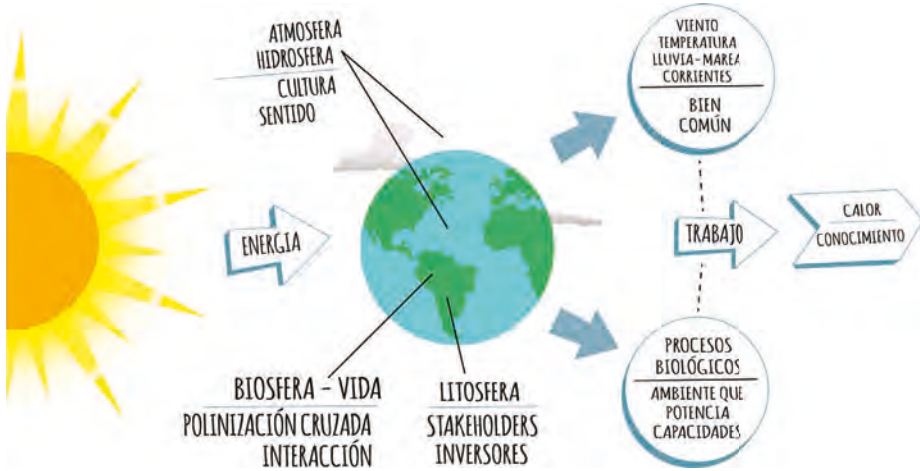 ATMOSFERA
HIDROSFERA
CULTURA
SENTIDO
ENERGIA
BIOSFERA - VIDA
POLINIZACIÓN CRUZADA
INTERACCIÓN
LITOSFERA
STAKEHOLDERS
INVERSORES
VIENTO
TEMPERATURA
LLUVIA-MAREA
CORRIENTES
BIEN
COMÚN
TRABAJO
CALOR
CONOCIMIENTO
PROCESOS
BIOLÓGICOS
AMBIENTE QUE
POTENCIA
CAPACIDADES